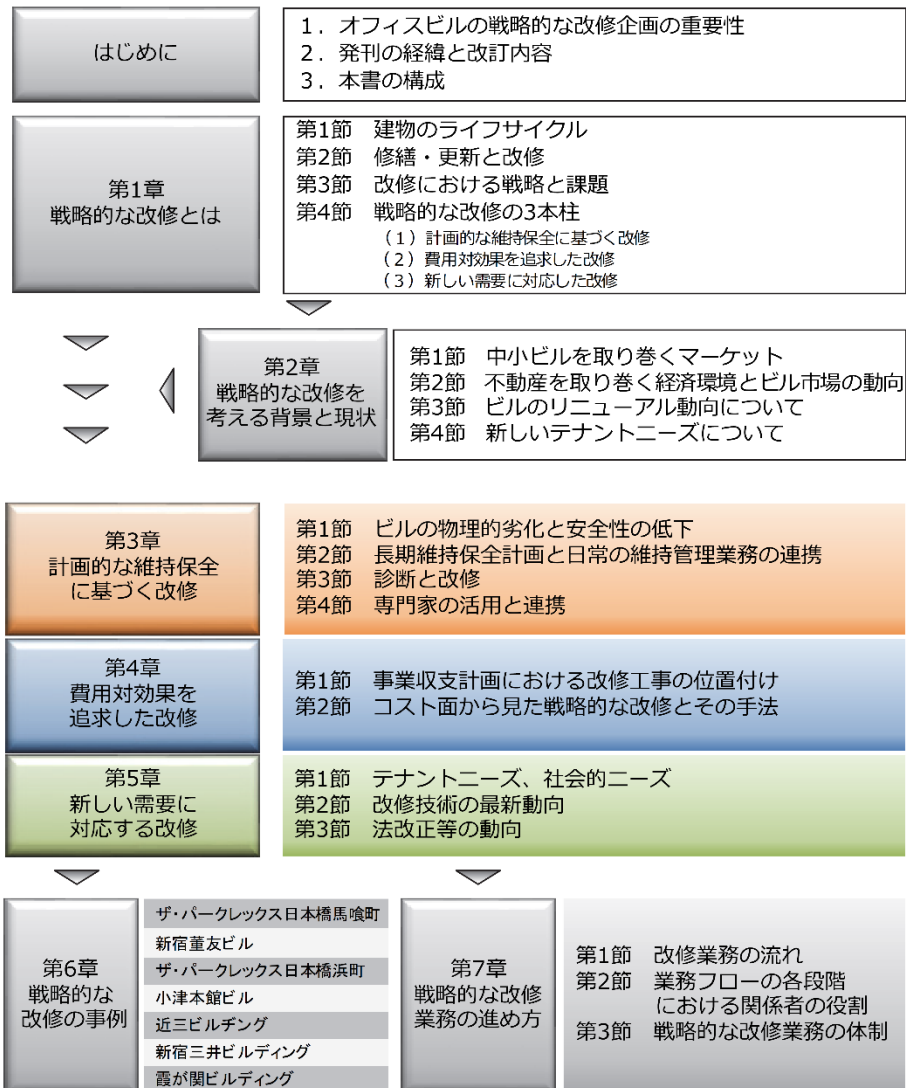 はじめに
1．オフィスビルの戦略的な改修企画の重要性
2．発刊の経緯と改訂内容
3．本書の構成
第1章
戦略的な改修とは
第1節　建物のライフサイクル
第2節　修繕・更新と改修
第3節　改修における戦略と課題
第4節　戦略的な改修の3本柱
（1）計画的な維持保全に基づく改修
（2）費用対効果を追求した改修
（3）新しい需要に対応した改修
第2章
戦略的な改修を
考える背景と現状
第1節　中小ビルを取り巻くマーケット
第2節　不動産を取り巻く経済環境とビル市場の動向
第3節　ビルのリニューアル動向について
第4節　新しいテナントニーズについて
第3章
計画的な維持保全
に基づく改修
第1節　ビルの物理的劣化と安全性の低下
第2節　長期維持保全計画と日常の維持管理業務の連携
第3節　診断と改修
第4節　専門家の活用と連携
第4章
費用対効果を
追求した改修
第1節　事業収支計画における改修工事の位置付け
第2節　コスト面から見た戦略的な改修とその手法
第5章
新しい需要に
対応する改修
第1節　テナントニーズ、社会的ニーズ
第2節　改修技術の最新動向
第3節　法改正等の動向
第6章
戦略的な
改修の事例
ザ・パークレックス日本橋馬喰町
新宿菫友ビル
ザ・パークレックス日本橋浜町
小津本館ビル
近三ビルヂング
新宿三井ビルディング
霞が関ビルディング
第7章
戦略的な改修
業務の進め方
第1節　改修業務の流れ
第2節　業務フローの各段階
における関係者の役割
第3節　戦略的な改修業務の体制